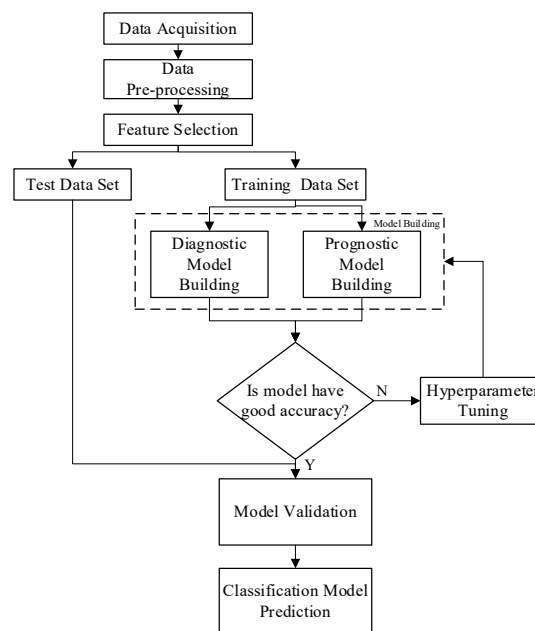 Data Acquisition
Data
Pre-processing
Feature Selection
Test Data Set
Training Data Set
Model Building
Diagnostic
Model
Building
Prognostic
Model
Building
Is model have
good accuracy?
N
Hyperparameter
Tuning
Y
Model Validation
Classification Model
Prediction